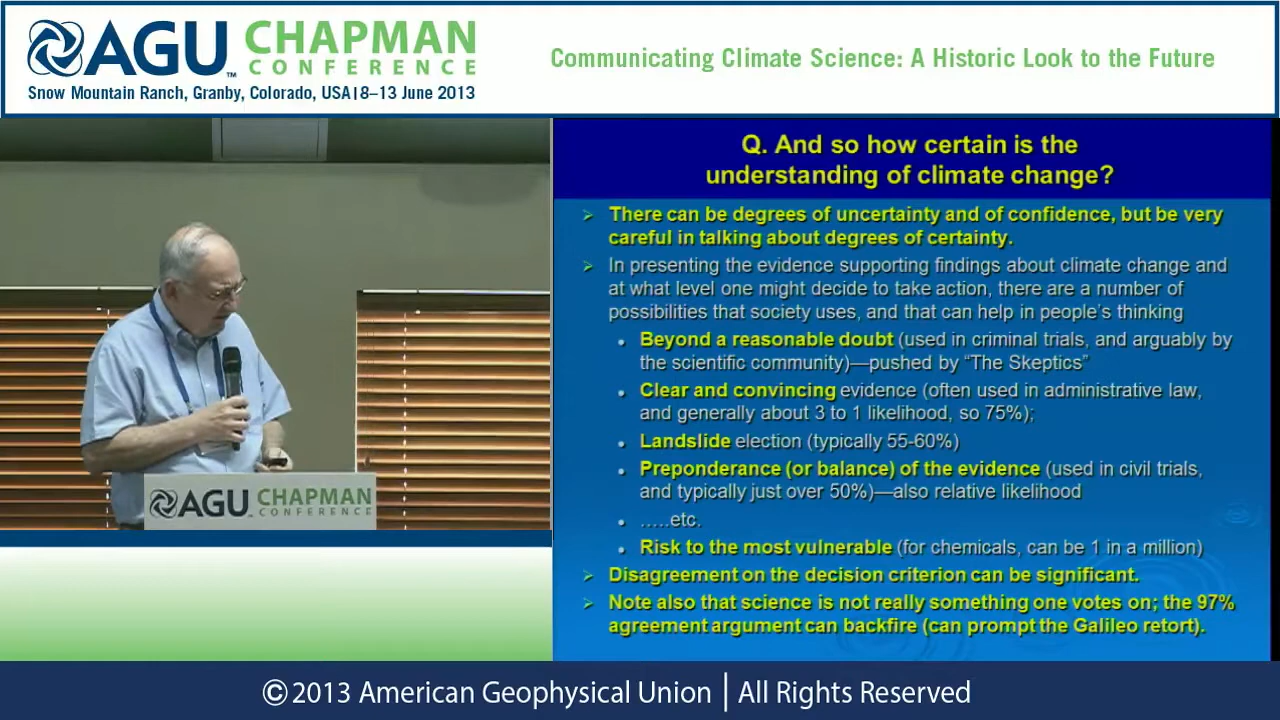 AGU CHAPMAN
CONFERENCE
Snow Mountain Ranch, Granby, Colorado, USA|8–13 June 2013
Communicating Climate Science: A Historic Look to the Future
Q. And so how certain is the
understanding of climate change?
There can be degrees of uncertainty and of confidence, but be very
careful in talking about degrees of certainty.
In presenting the evidence supporting findings about climate change and
at what level one might decide to take action, there are a number of
possibilities that society uses, and that can help in people's thinking
Beyond a reasonable doubt (used in criminal trials, and arguably by
the scientific community)—pushed by "The Skeptics"
Clear and convincing evidence (often used in administrative law,
and generally about 3 to 1 likelihood, so 75%);
Landslide election (typically 55-60%)
Preponderance (or balance) of the evidence (used in civil trials,
and typically just over 50%)—also relative likelihood
.....etc.
Risk to the most vulnerable (for chemicals, can be 1 in a million)
Disagreement on the decision criterion can be significant.
Note also that science is not really something one votes on; the 97%
agreement argument can backfire (can prompt the Galileo retort).
AGU CHAPMAN
CONFERENCE
©2013 American Geophysical Union | All Rights Reserved